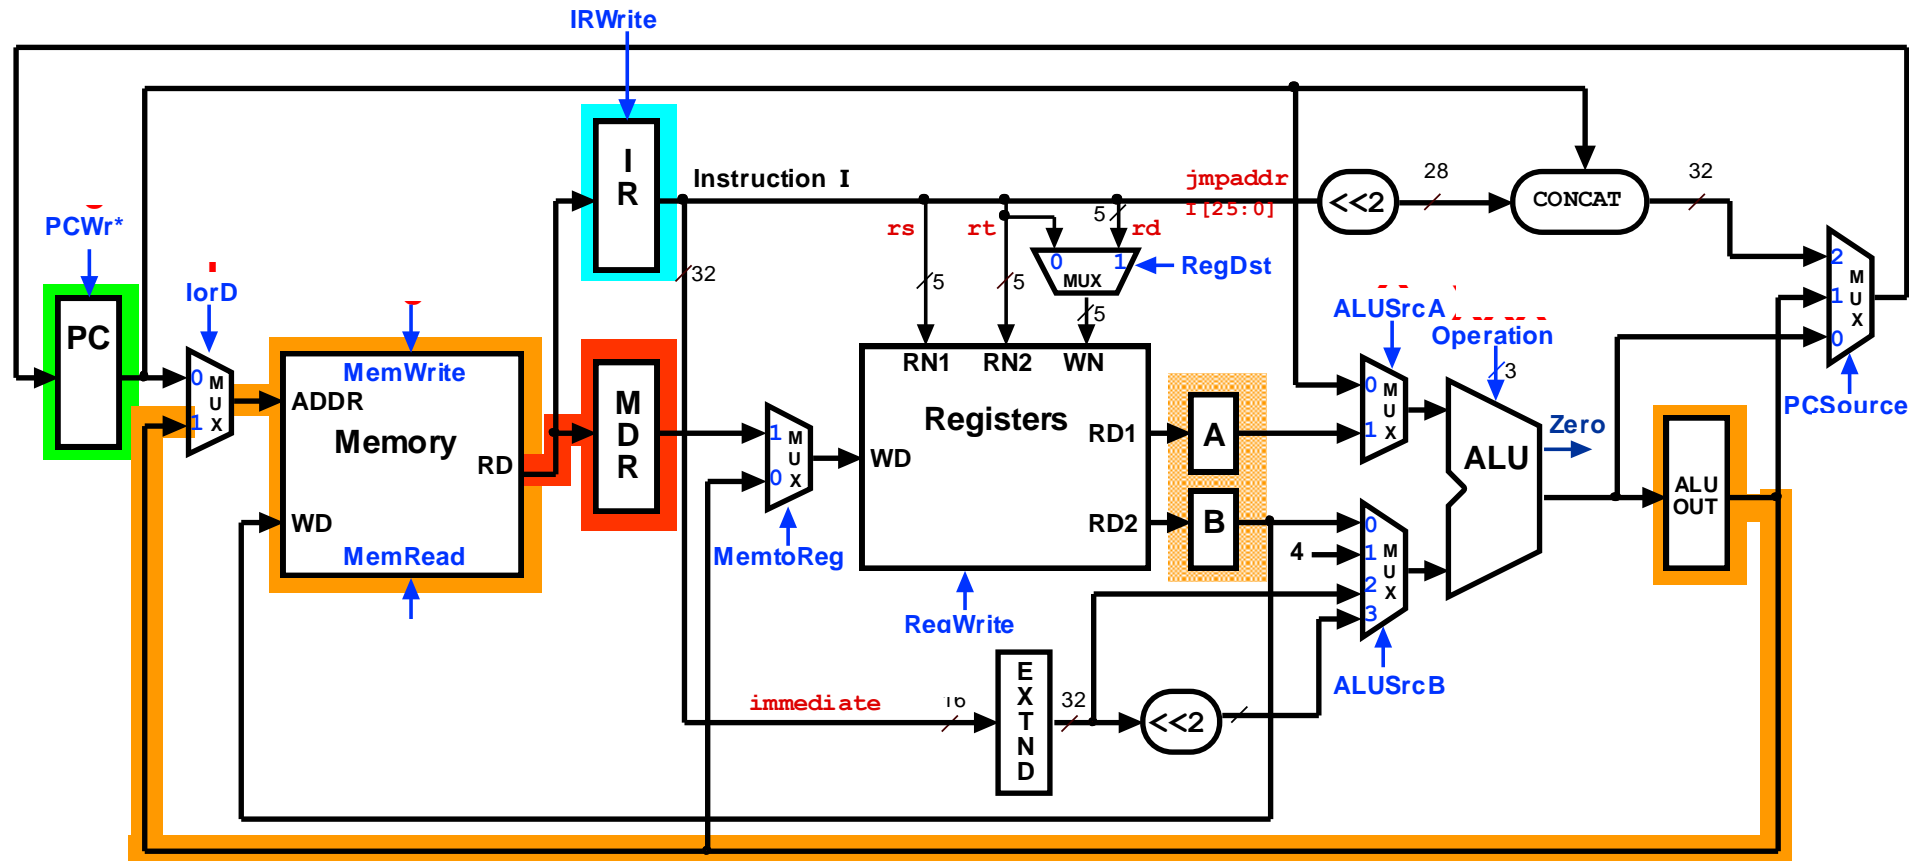 IRWrite
I
R
Instruction I
jmpaddr
I[25:0]
<<2
28
CONCAT
32
PCWr*
IorD
PC
rs
rt
5
rd
0 1
MUX
RegDst
32
5
5
5
2
1
0
M
U
X
PCSource
ALUSrcA
Operation
3
MemWrite
ADDR
Memory
RD
WD
MemRead
0
1
M
U
X
M
D
R
1
0
M
U
X
MemtoReg
RN1 RN2 WN
Registers
RD1
WD
RD2
RegWrite
A
B
0
1
M
U
X
4
0
1
2
3
M
U
X
ALUSrcB
ALU
Zero
ALU
OUT
immediate
16
E
X
T
N
D
32
<<2